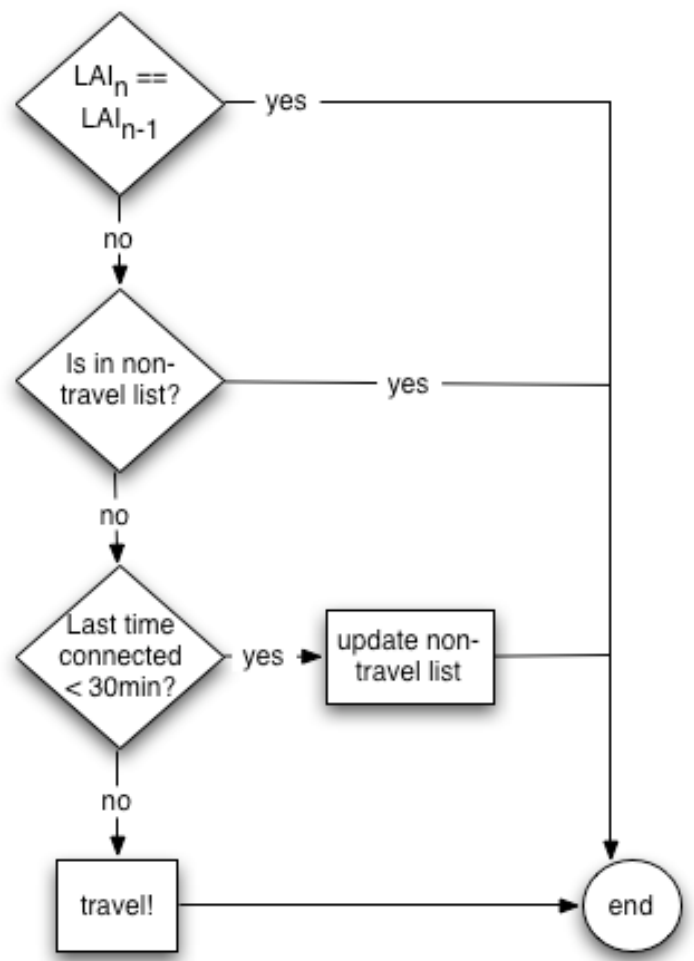 LAIn ==
LAIn-1
yes
no
Is in non-
travel list?
yes
no
Last time
connected
< 30min?
yes
update non-
travel list
no
travel!
end